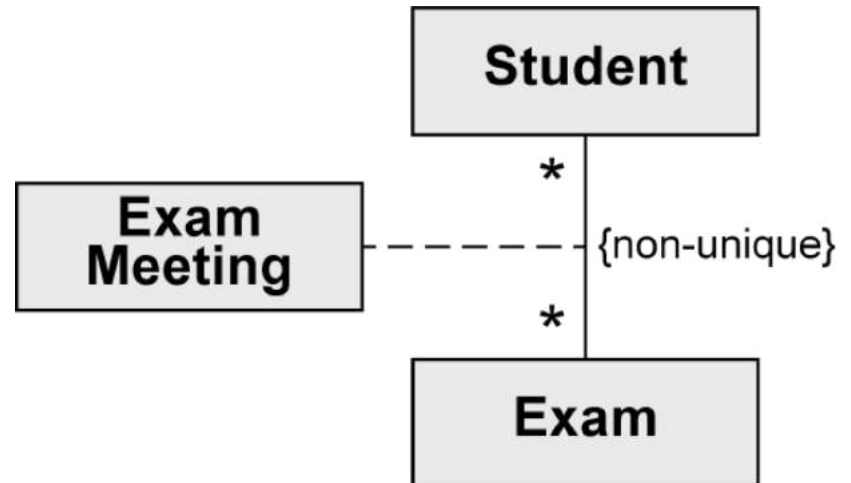 Student
*
Exam
Meeting
{non-unique}
*
Exam